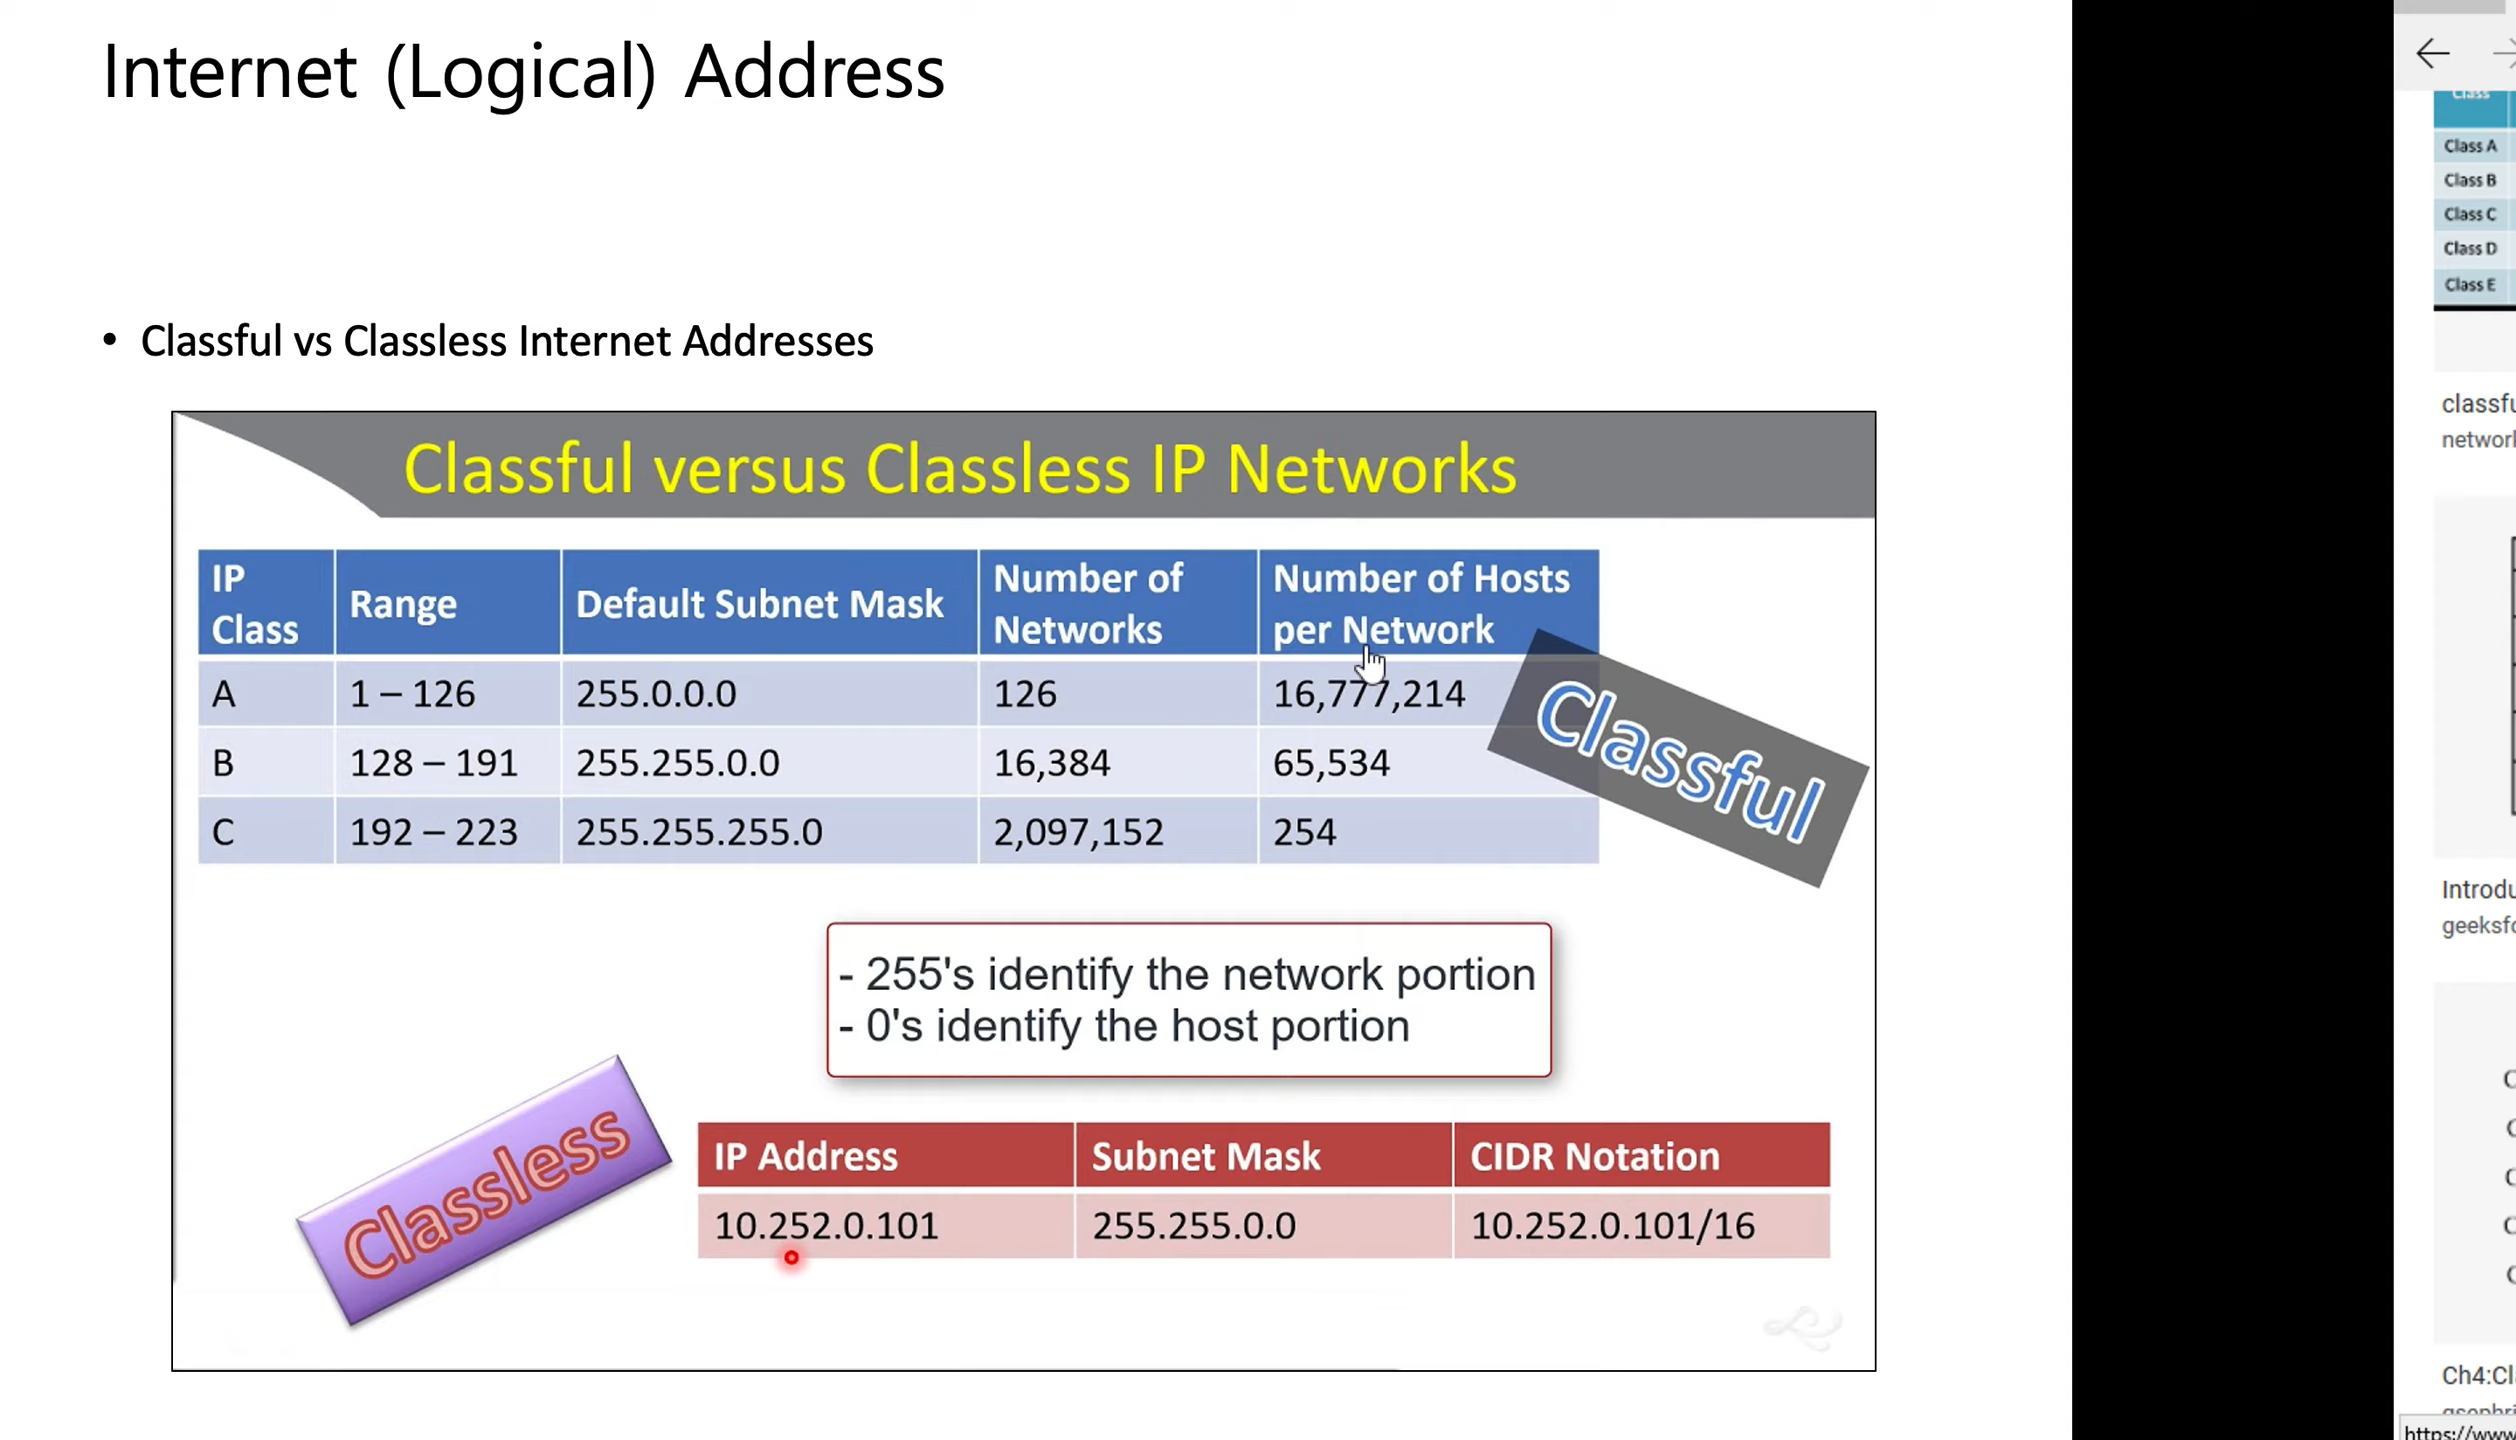 Internet (Logical) Address
• Classful vs Classless Internet Addresses
Classful versus Classless IP Networks
IP Class Range Default Subnet Mask Number of Networks Number of Hosts per Network
A 1 – 126 255.0.0.0 126 16,777,214
B 128 – 191 255.255.0.0 16,384 65,534
C 192 – 223 255.255.255.0 2,097,152 254
Classful
- 255's identify the network portion
- 0's identify the host portion
Classless
IP Address Subnet Mask CIDR Notation
10.252.0.101 255.255.0.0 10.252.0.101/16
Class
Class A
Class B
Class C
Class D
Class E
https://www